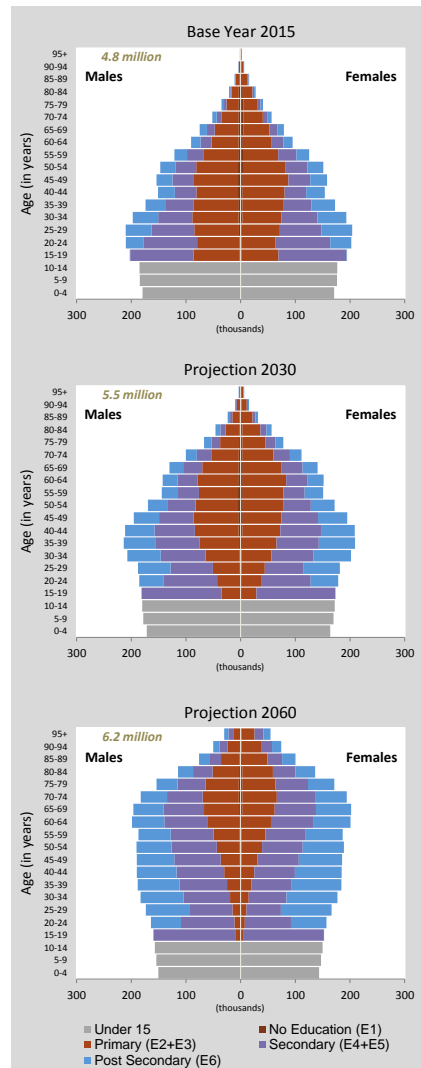 Base Year 2015
4.8 million
Males
Females
Age (in years)
95+
90-94
85-89
80-84
75-79
70-74
65-69
60-64
55-59
50-54
45-49
40-44
35-39
30-34
25-29
20-24
15-19
10-14
5-9
0-4
300 200 100 0 100 200 300
(thousands)
Projection 2030
5.5 million
Males
Females
Age (in years)
95+
90-94
85-89
80-84
75-79
70-74
65-69
60-64
55-59
50-54
45-49
40-44
35-39
30-34
25-29
20-24
15-19
10-14
5-9
0-4
300 200 100 0 100 200 300
(thousands)
Projection 2060
6.2 million
Males
Females
Age (in years)
95+
90-94
85-89
80-84
75-79
70-74
65-69
60-64
55-59
50-54
45-49
40-44
35-39
30-34
25-29
20-24
15-19
10-14
5-9
0-4
300 200 100 0 100 200 300
(thousands)
Under 15
No Education (E1)
Primary (E2+E3)
Secondary (E4+E5)
Post Secondary (E6)